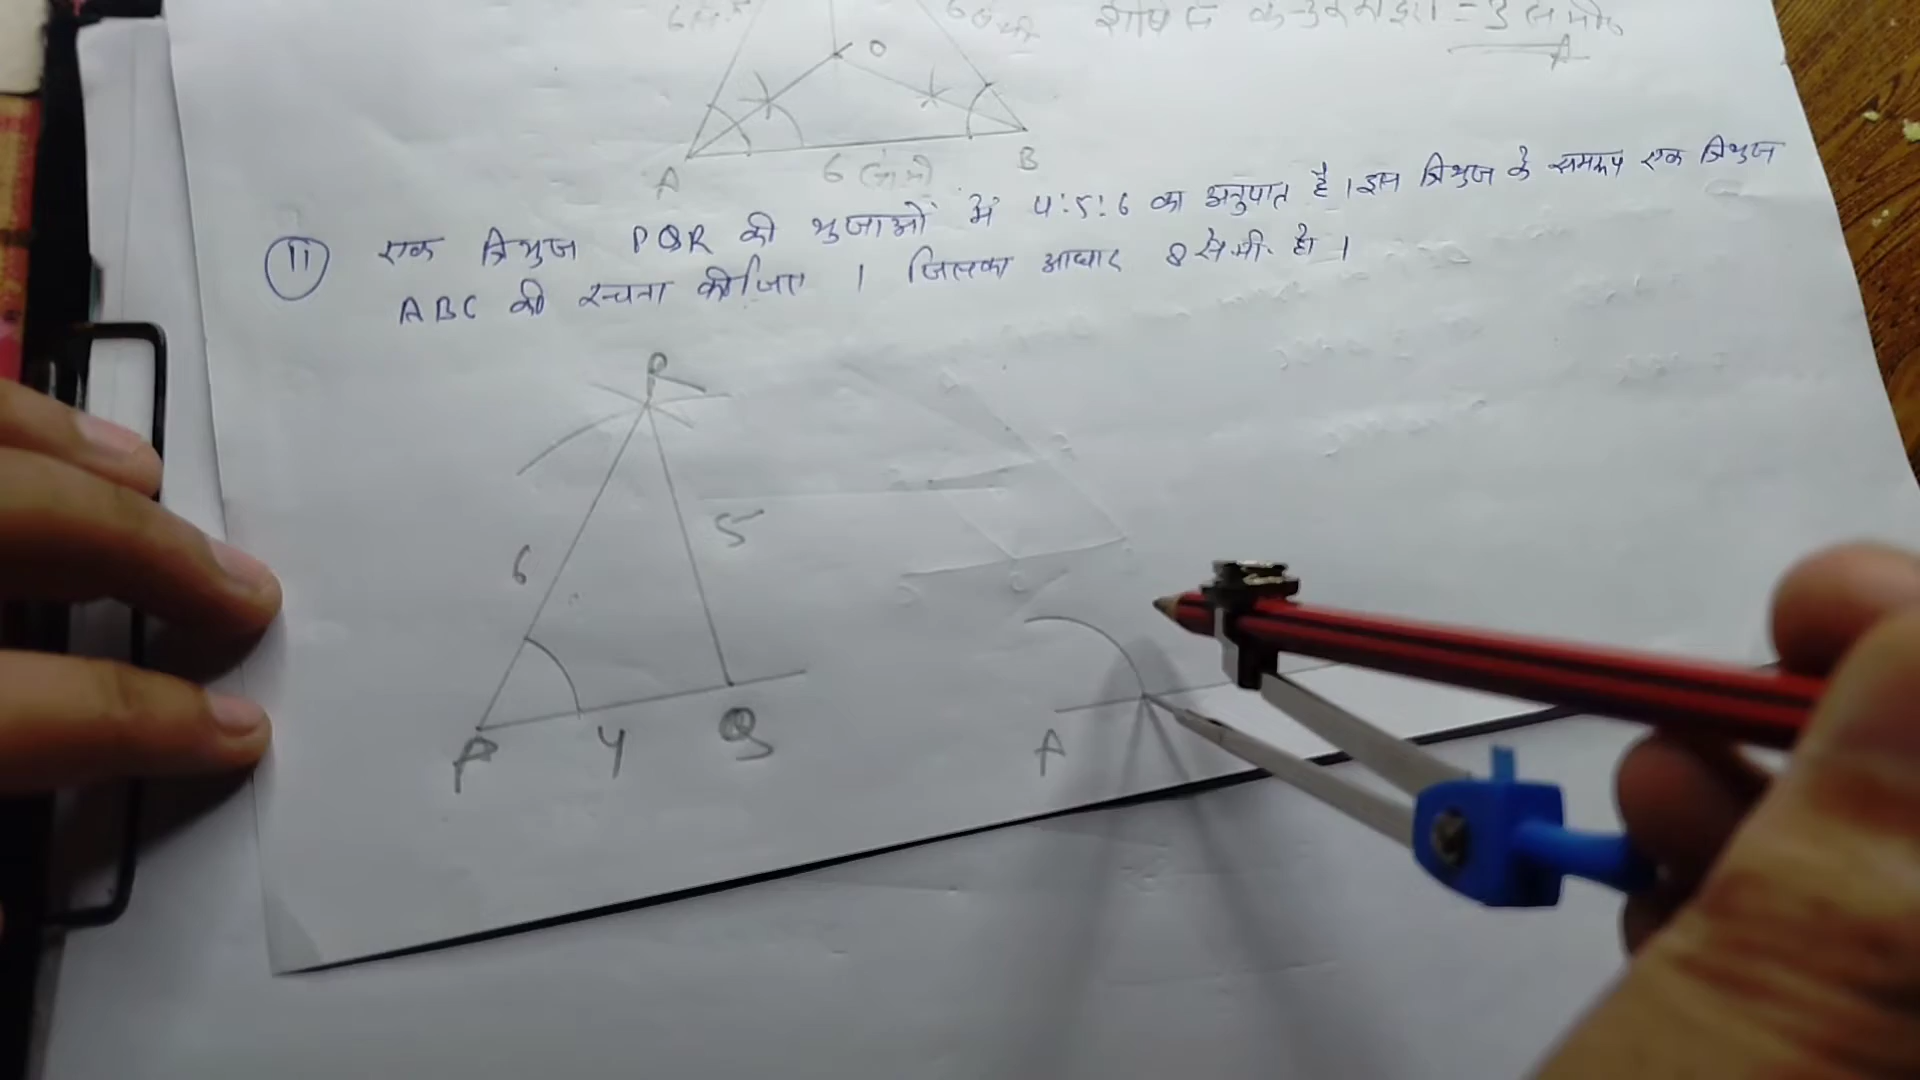 O
A
6 से.मी
B
(11) एक त्रिभुज PQR की भुजाओं में 4:5:6 का अनुपात है । इस त्रिभुज के समरूप एक त्रिभुज
ABC की रचना कीजिए । जिसका आधार 8 से.मी. हो ।
R
6
5
P
4
Q
A